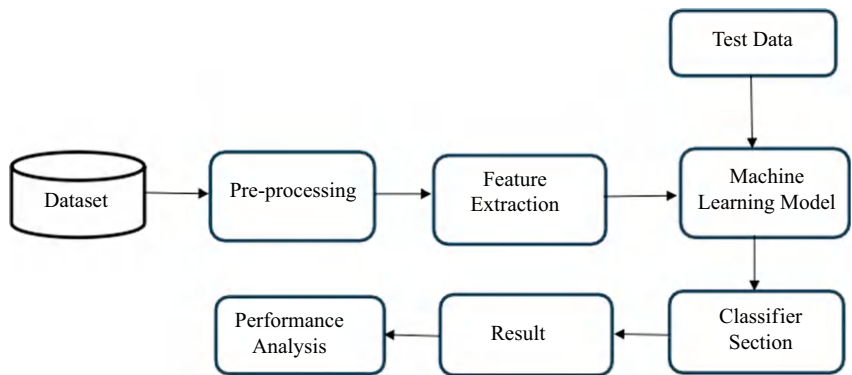 Test Data
Dataset
Pre-processing
Feature
Extraction
Machine
Learning Model
Classifier
Section
Result
Performance
Analysis